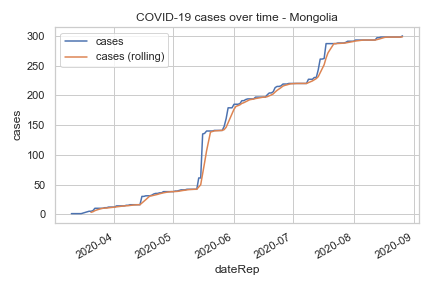 COVID-19 cases over time - Mongolia
cases
cases (rolling)
300
250
200
150
100
50
0
cases
2020-04
2020-05
2020-06
2020-07
2020-08
2020-09
dateRep